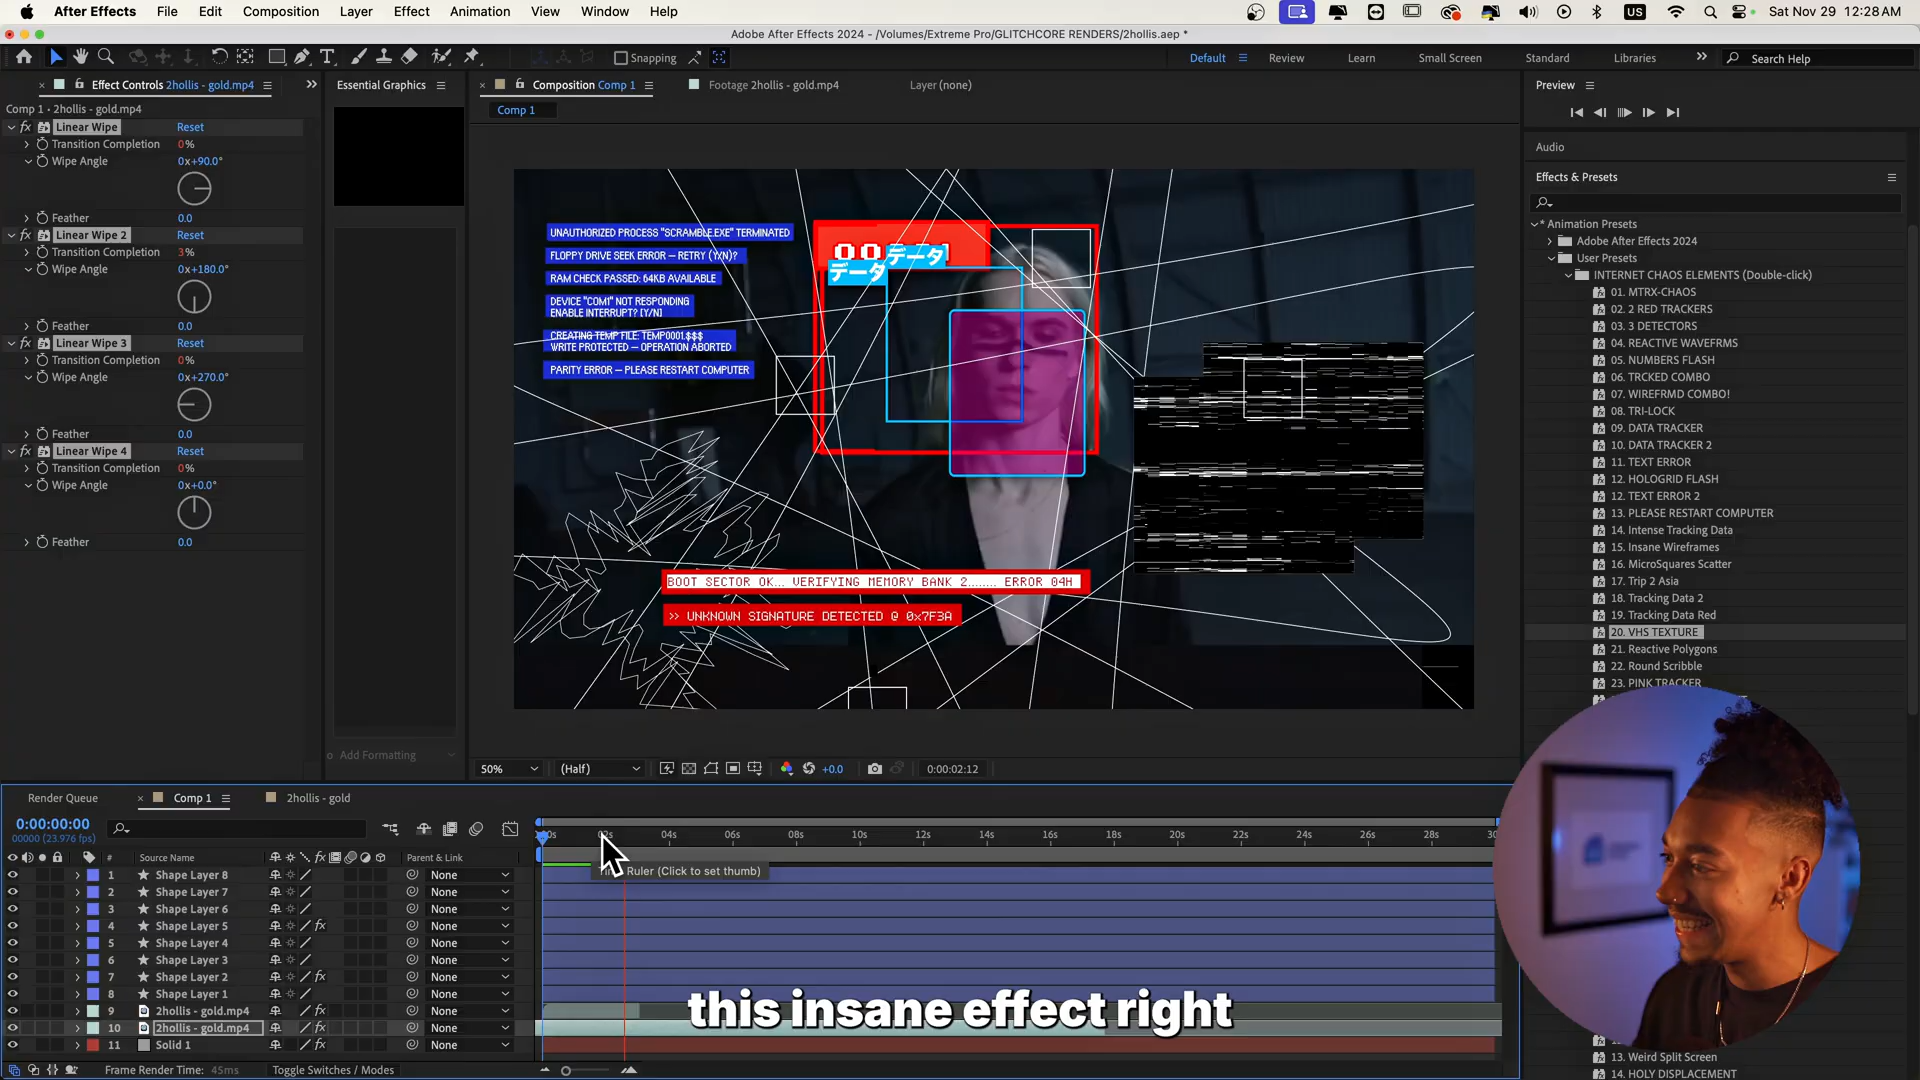 After Effects File Edit Composition Layer Effect Animation View Window Help
US Sat Nov 29 12:28 AM
Adobe After Effects 2024 - /Volumes/Extreme Pro/GLITCHCORE RENDERS/2hollis.aep *
Snapping
Default Review Learn Small Screen Standard Libraries Search Help
Effect Controls 2hollis - gold.mp4
Essential Graphics
Composition Comp 1
Footage 2hollis - gold.mp4
Layer (none)
Preview
Comp 1 • 2hollis - gold.mp4
Comp 1
fx Linear Wipe Reset
Transition Completion 0%
Wipe Angle 0x+90.0°
Feather 0.0
fx Linear Wipe 2 Reset
Transition Completion 3%
Wipe Angle 0x+180.0°
Feather 0.0
fx Linear Wipe 3 Reset
Transition Completion 0%
Wipe Angle 0x+270.0°
Feather 0.0
fx Linear Wipe 4 Reset
Transition Completion 0%
Wipe Angle 0x+0.0°
Feather 0.0
Add Formatting
UNAUTHORIZED PROCESS "SCRAMBLE.EXE" TERMINATED
FLOPPY DRIVE SEEK ERROR – RETRY (Y/N)?
RAM CHECK PASSED: 64KB AVAILABLE
DEVICE "COM1" NOT RESPONDING
ENABLE INTERRUPT? [Y/N]
CREATING TEMP FILE: TEMP0001.$$$
WRITE PROTECTED – OPERATION ABORTED
PARITY ERROR – PLEASE RESTART COMPUTER
データ
データ
BOOT SECTOR OK... VERIFYING MEMORY BANK 2....... ERROR 04H
>> UNKNOWN SIGNATURE DETECTED @ 0x7F3A
50% (Half) +0.0 0:00:02:12
Audio
Effects & Presets
* Animation Presets
Adobe After Effects 2024
User Presets
INTERNET CHAOS ELEMENTS (Double-click)
01. MTRX-CHAOS
02. 2 RED TRACKERS
03. 3 DETECTORS
04. REACTIVE WAVEFRMS
05. NUMBERS FLASH
06. TRCKED COMBO
07. WIREFRMD COMBO!
08. TRI-LOCK
09. DATA TRACKER
10. DATA TRACKER 2
11. TEXT ERROR
12. HOLOGRID FLASH
12. TEXT ERROR 2
13. PLEASE RESTART COMPUTER
14. Intense Tracking Data
15. Insane Wireframes
16. MicroSquares Scatter
17. Trip 2 Asia
18. Tracking Data 2
19. Tracking Data Red
20. VHS TEXTURE
21. Reactive Polygons
22. Round Scribble
23. PINK TRACKER
13. Weird Split Screen
14. HOLY DISPLACEMENT
Render Queue
Comp 1
2hollis - gold
0:00:00:00
00000 (23.976 fps)
02s 04s 06s 08s 10s 12s 14s 16s 18s 20s 22s 24s 26s 28s 30
Ruler (Click to set thumb)
# Source Name fx Parent & Link
1 Shape Layer 8 None
2 Shape Layer 7 None
3 Shape Layer 6 None
4 Shape Layer 5 fx None
5 Shape Layer 4 None
6 Shape Layer 3 None
7 Shape Layer 2 fx None
8 Shape Layer 1 None
9 2hollis - gold.mp4 fx None
10 2hollis - gold.mp4 fx None
11 Solid 1 fx None
this insane effect right
Frame Render Time: 45ms
Toggle Switches / Modes